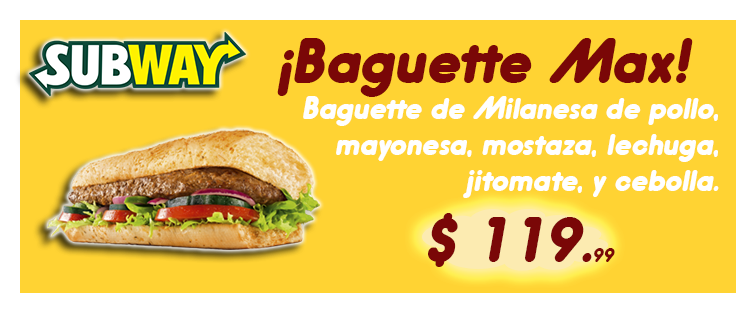 SUBWAY
¡Baguette Max!
Baguette de Milanesa de pollo,
mayonesa, mostaza, lechuga,
jitomate, y cebolla.
$ 119.99